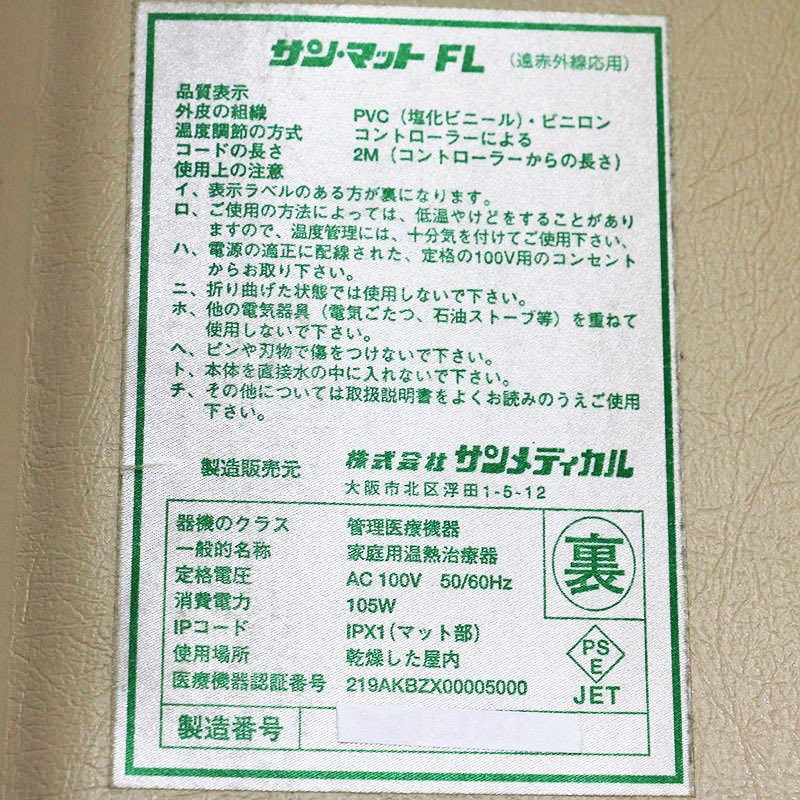 サン・マット FL (遠赤外線応用)
品質表示
外皮の組織 PVC (塩化ビニール)・ビニロン
温度調節の方式 コントローラーによる
コードの長さ 2M (コントローラーからの長さ)
使用上の注意
イ、表示ラベルのある方が裏になります。
ロ、ご使用の方法によっては、低温やけどをすることがあり
ますので、温度管理には、十分気を付けてご使用下さい、
ハ、電源の適正に配線された、定格の100V用のコンセント
からお取り下さい。
ニ、折り曲げた状態では使用しないで下さい。
ホ、他の電気器具 (電気ごたつ、石油ストーブ等) を重ねて
使用しないで下さい。
ヘ、ピンや刃物で傷をつけないで下さい。
ト、本体を直接水の中に入れないで下さい。
チ、その他については取扱説明書をよくお読みのうえご使用
下さい。
製造販売元 株式会社 サンメディカル
大阪市北区浮田1-5-12
器機のクラス 管理医療機器
一般的名称 家庭用温熱治療器
定格電圧 AC 100V 50/60Hz
消費電力 105W
IPコード IPX1(マット部)
使用場所 乾燥した屋内
医療機器認証番号 219AKBZX00005000
裏
PS
E
JET
製造番号